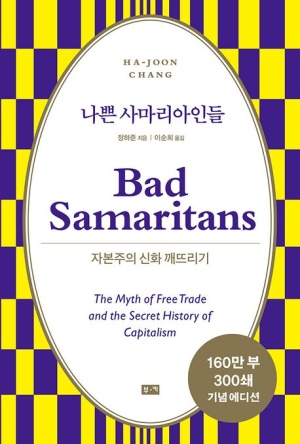 HA-JOON
CHANG
나쁜 사마리아인들
장하준 지음 | 이순희 옮김
Bad
Samaritans
자본주의 신화 깨뜨리기
The Myth of Free Trade
and the Secret History of
Capitalism
160만 부
300쇄
기념 에디션
부·키